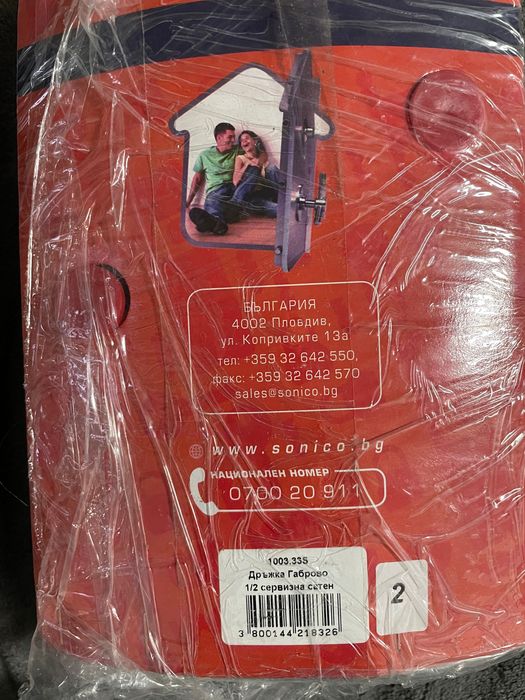 БЪЛГАРИЯ
4002 Пловдив,
ул. Копривките 13а
тел: +359 32 642 550,
факс: +359 32 642 570
sales@sonico.bg
www.sonico.bg
НАЦИОНАЛЕН НОМЕР
0700 20 911
1003.33S
Дръжка Габрово
1/2 сервизна сатен
3 800144 218326
2